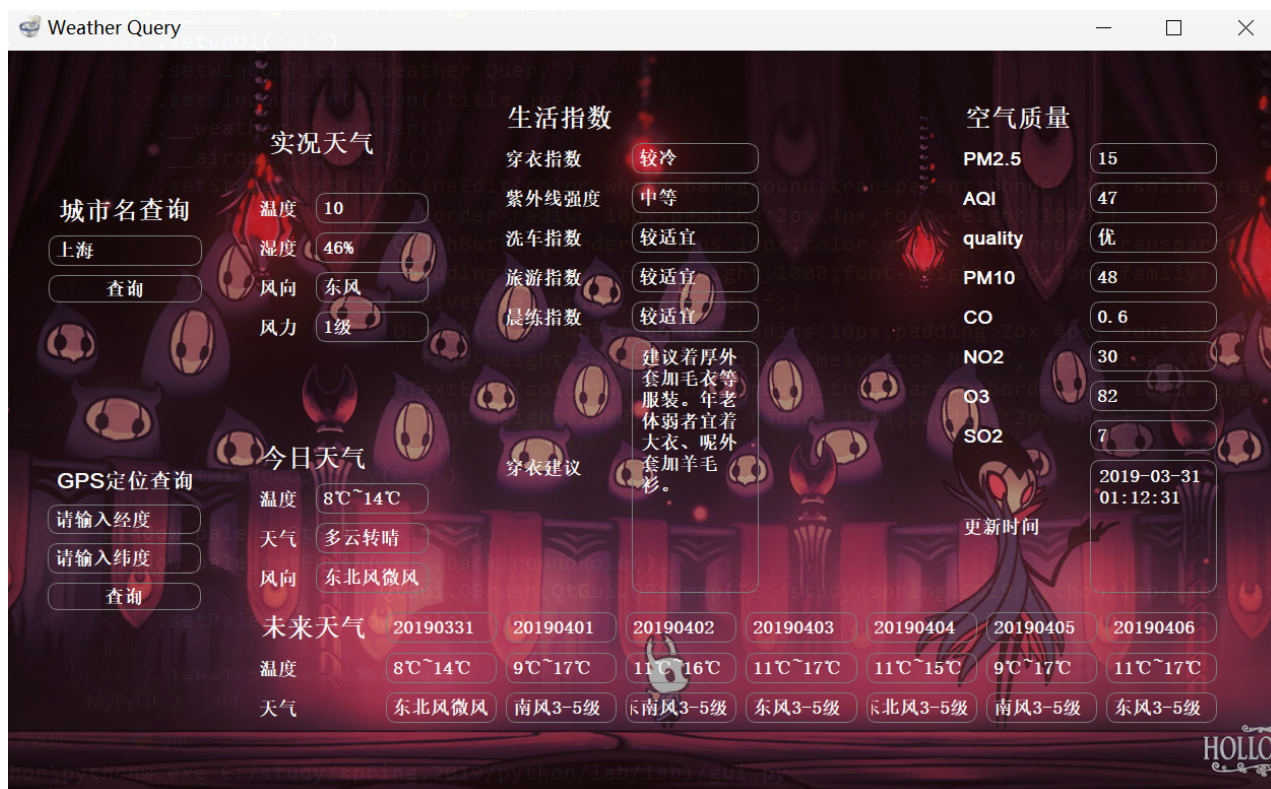 Weather Query
城市名查询
上海
查询
GPS定位查询
请输入经度
请输入纬度
查询
实况天气
温度 10
湿度 46%
风向 东风
风力 1级
今日天气
温度 8℃~14℃
天气 多云转晴
风向 东北风微风
生活指数
穿衣指数 较冷
紫外线强度 中等
洗车指数 较适宜
旅游指数 较适宜
晨练指数 较适宜
穿衣建议
建议着厚外
套加毛衣等
服装。年老
体弱者宜着
大衣、呢外
套加羊毛
衫。
空气质量
PM2.5 15
AQI 47
quality 优
PM10 48
CO 0.6
NO2 30
O3 82
SO2 7
更新时间
2019-03-31
01:12:31
未来天气 20190331 20190401 20190402 20190403 20190404 20190405 20190406
温度 8℃~14℃ 9℃~17℃ 11℃~16℃ 11℃~17℃ 11℃~15℃ 9℃~17℃ 11℃~17℃
天气 东北风微风 南风3-5级 南风3-5级 东风3-5级 北风3-5级 南风3-5级 东风3-5级
HOLLO